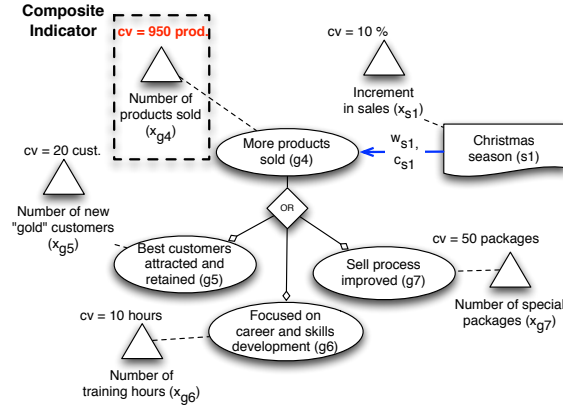 Composite
Indicator
cv = 950 prod.
Number of
products sold
(xg4)
cv = 10 %
Increment
in sales (xs1)
More products
sold (g4)
ws1,
cs1
Christmas
season (s1)
cv = 20 cust.
Number of new
"gold" customers
(xg5)
OR
Best customers
attracted and
retained (g5)
Sell process
improved (g7)
cv = 50 packages
Number of special
packages (xg7)
cv = 10 hours
Number of
training hours (xg6)
Focused on
career and skills
development (g6)